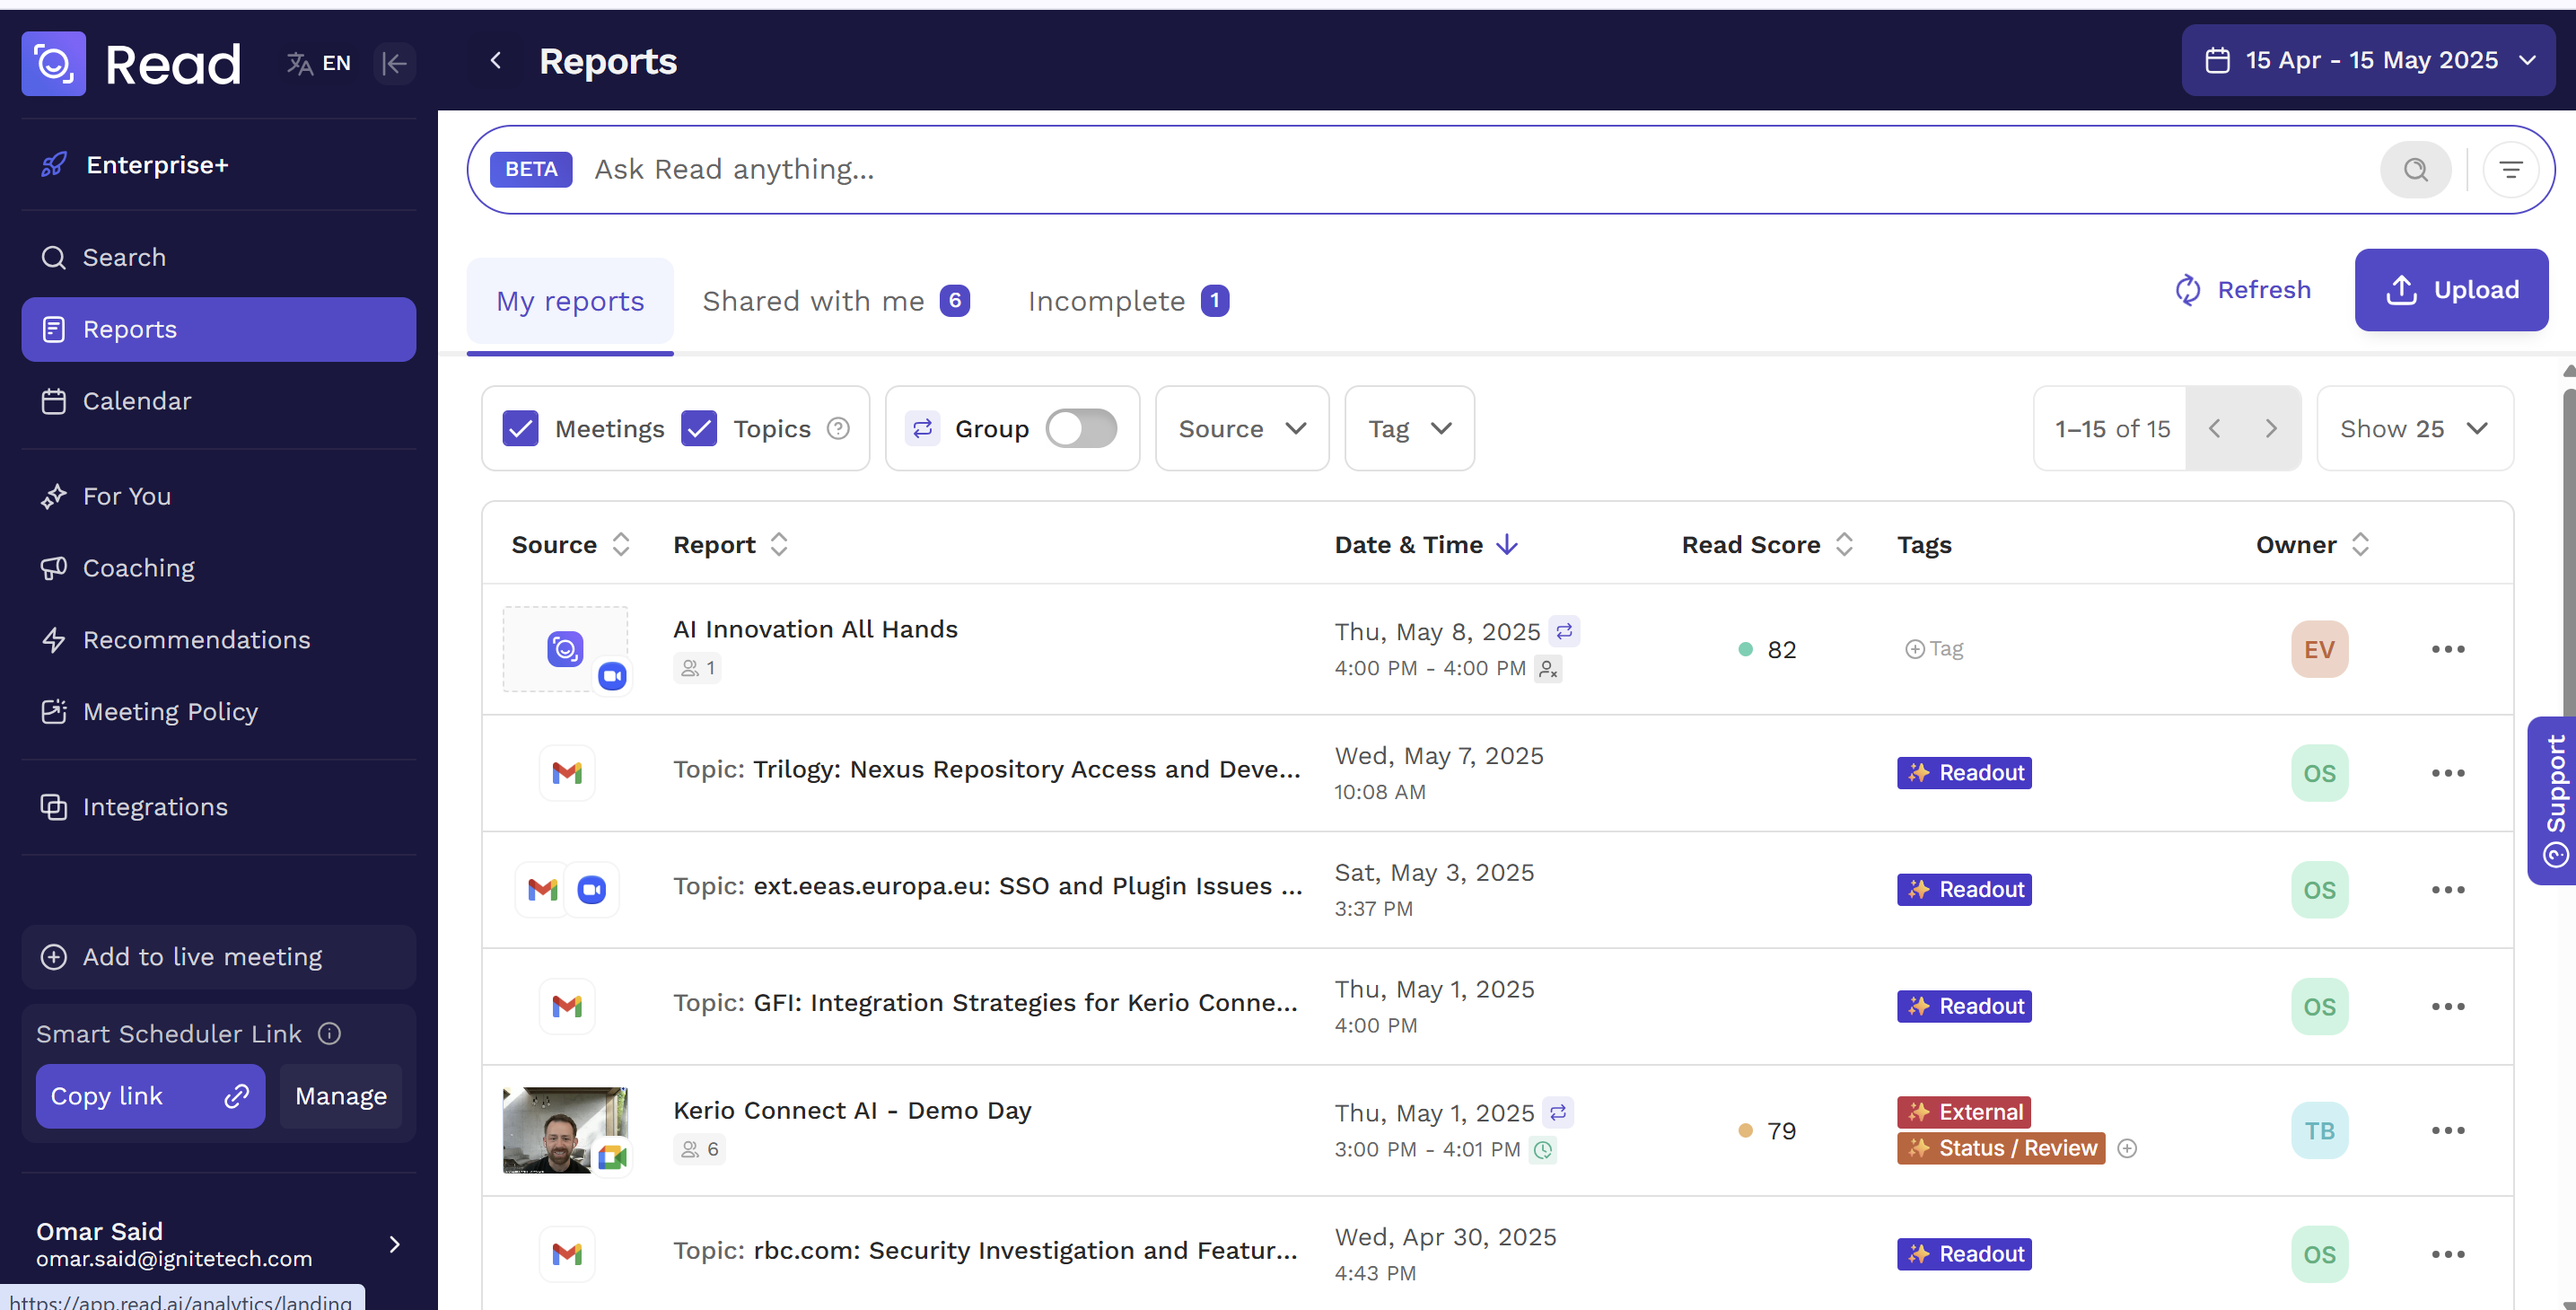 Read
EN
Reports
15 Apr - 15 May 2025
Enterprise+
Search
Reports
Calendar
For You
Coaching
Recommendations
Meeting Policy
Integrations
Add to live meeting
Smart Scheduler Link
Copy link
Manage
Omar Said
omar.said@ignitetech.com
https://app.read.ai/analytics/landing
BETA
Ask Read anything...
My reports
Shared with me 6
Incomplete 1
Refresh
Upload
Meetings
Topics
Group
Source
Tag
1–15 of 15
Show 25
Source
Report
Date & Time
Read Score
Tags
Owner
AI Innovation All Hands
1
Thu, May 8, 2025
4:00 PM - 4:00 PM
82
Tag
EV
Topic: Trilogy: Nexus Repository Access and Deve...
Wed, May 7, 2025
10:08 AM
Readout
OS
Topic: ext.eeas.europa.eu: SSO and Plugin Issues ...
Sat, May 3, 2025
3:37 PM
Readout
OS
Topic: GFI: Integration Strategies for Kerio Conne...
Thu, May 1, 2025
4:00 PM
Readout
OS
Kerio Connect AI - Demo Day
6
Thu, May 1, 2025
3:00 PM - 4:01 PM
79
External
Status / Review
TB
Topic: rbc.com: Security Investigation and Featur...
Wed, Apr 30, 2025
4:43 PM
Readout
OS
Support